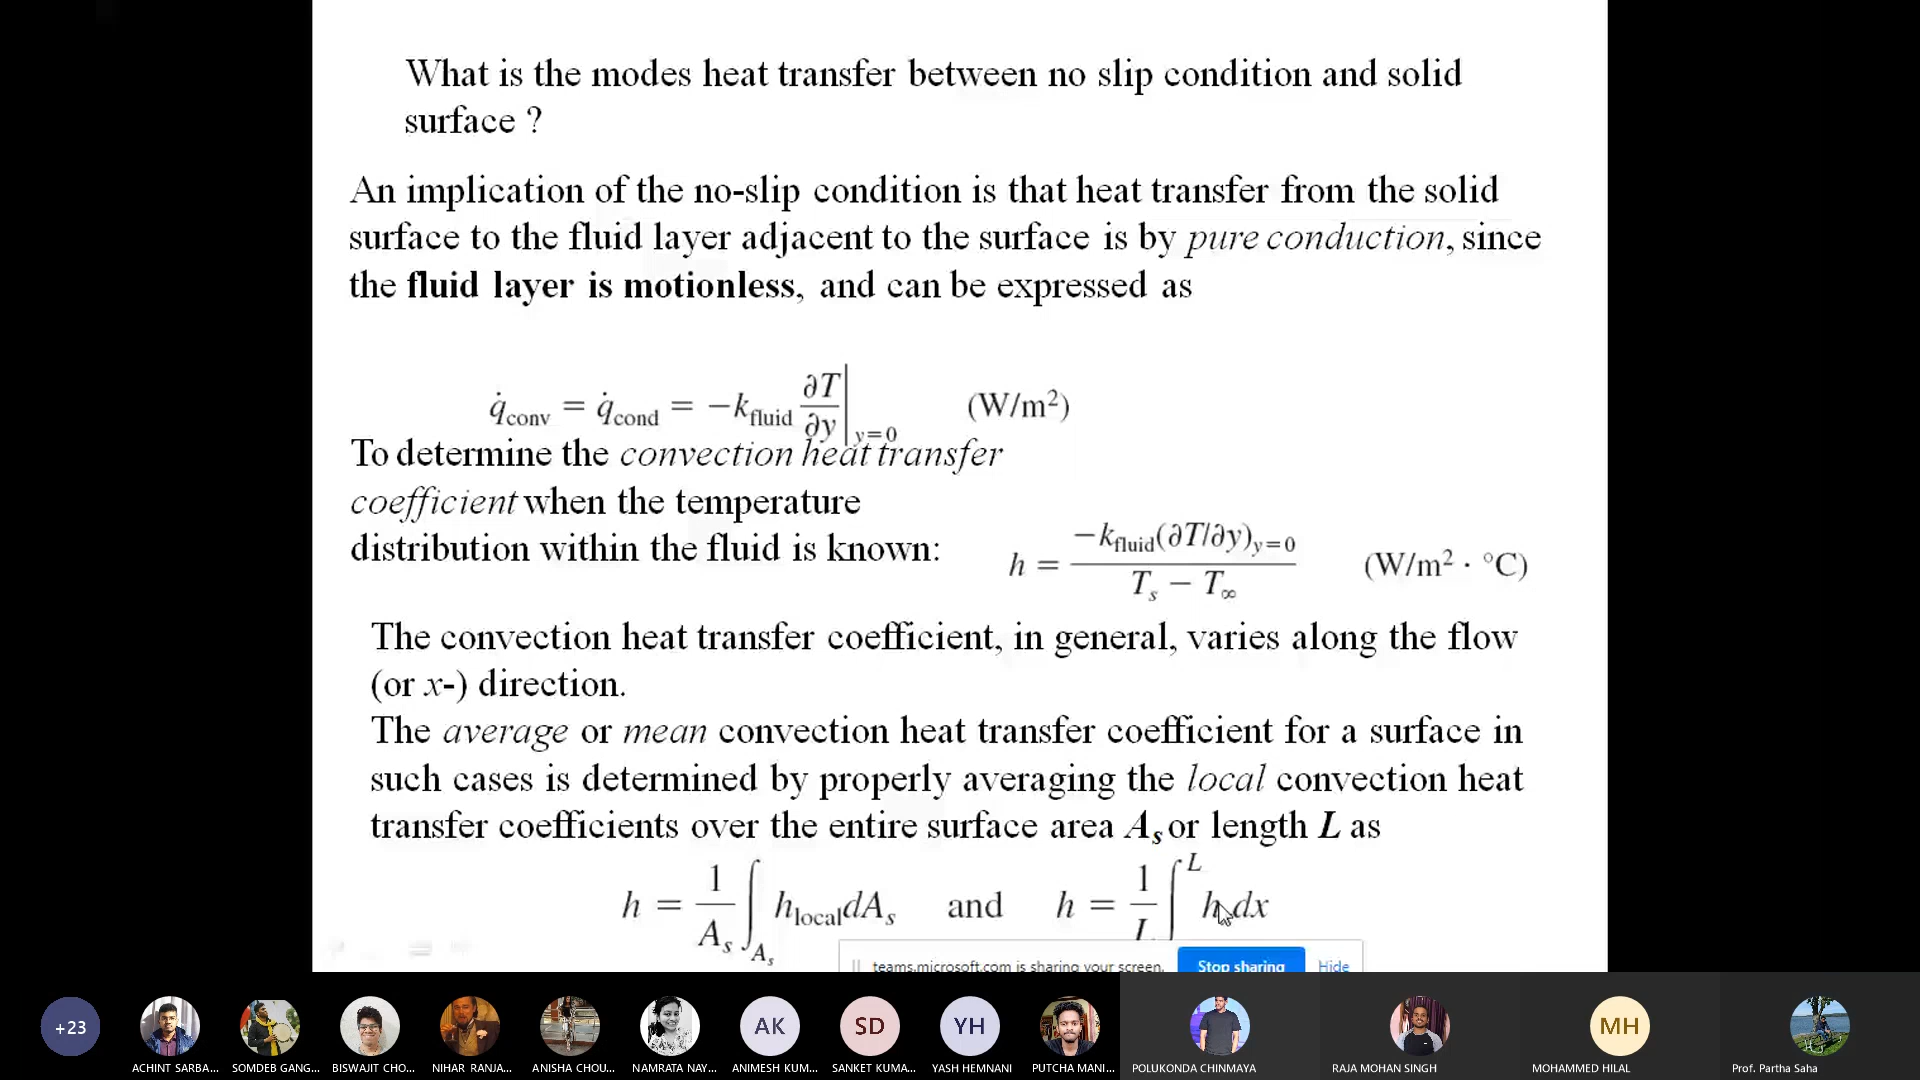 What is the modes heat transfer between no slip condition and solid
surface ?
An implication of the no-slip condition is that heat transfer from the solid
surface to the fluid layer adjacent to the surface is by pure conduction, since
the fluid layer is motionless, and can be expressed as
q̇conv = q̇cond = −kfluid ∂T/∂y|y=0 (W/m²)
To determine the convection heat transfer
coefficient when the temperature
distribution within the fluid is known:
h = −kfluid(∂T/∂y)y=0 / Ts − T∞ (W/m² · °C)
The convection heat transfer coefficient, in general, varies along the flow
(or x-) direction.
The average or mean convection heat transfer coefficient for a surface in
such cases is determined by properly averaging the local convection heat
transfer coefficients over the entire surface area As or length L as
h = 1/As ∫As hlocal dAs and h = 1/L ∫L h dx
teams.microsoft.com is sharing your screen. Stop sharing Hide
+23
AK SD YH MH
ACHINT SARBA... SOMDEB GANG... BISWAJIT CHO... NIHAR RANJA... ANISHA CHOU... NAMRATA NAY... ANIMESH KUM... SANKET KUMA... YASH HEMNANI PUTCHA MANI... POLUKONDA CHINMAYA RAJA MOHAN SINGH MOHAMMED HILAL Prof. Partha Saha